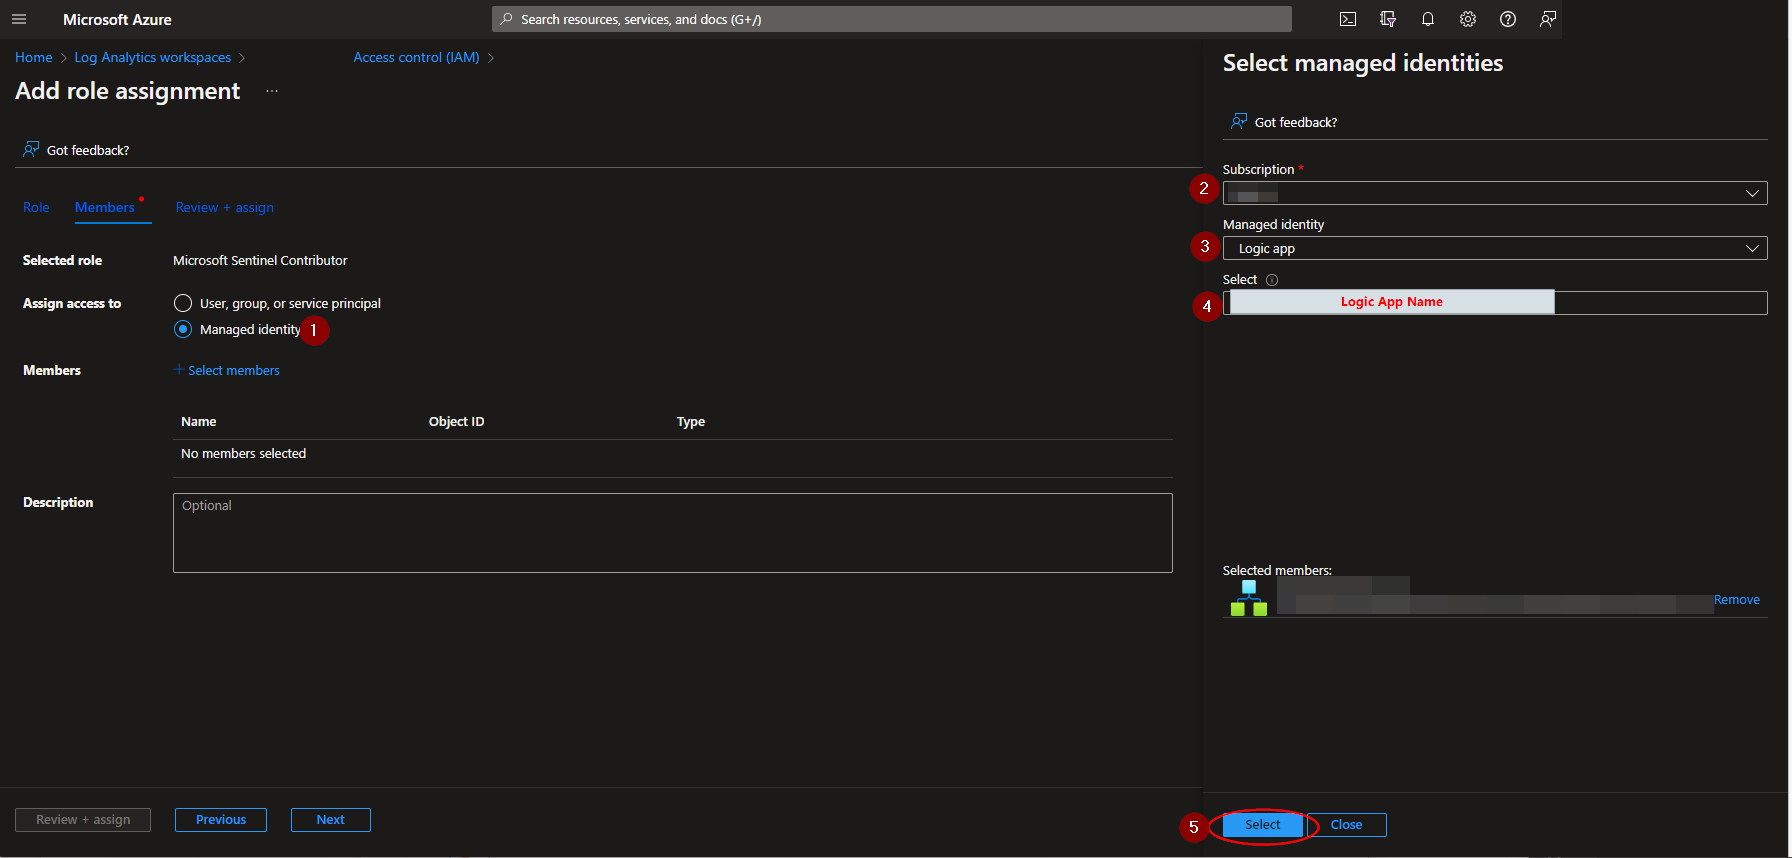 Microsoft Azure
Search resources, services, and docs (G+/)
Home > Log Analytics workspaces > Access control (IAM) >
Add role assignment ...
Got feedback?
Role Members Review + assign
Selected role Microsoft Sentinel Contributor
Assign access to User, group, or service principal
Managed identity 1
Members + Select members
Name Object ID Type
No members selected
Description Optional
Review + assign Previous Next
Select managed identities
Got feedback?
Subscription *
2
Managed identity
3 Logic app
Select
4 Logic App Name
Selected members:
Remove
5 Select Close